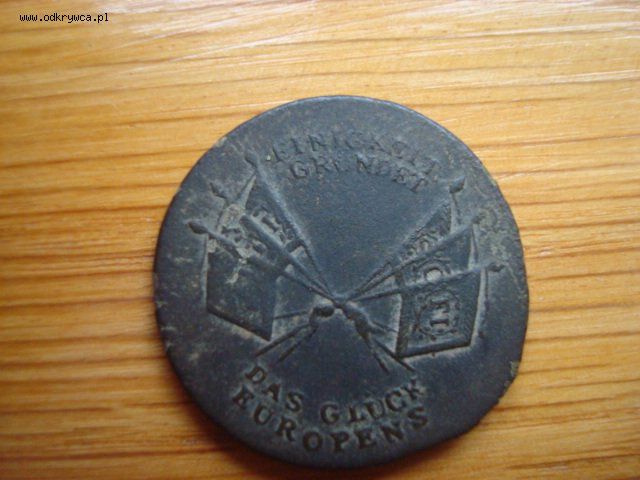 www.odkrywca.pl
EINIGKEIT
GRÜNDET
DAS GLÜCK
EUROPENS